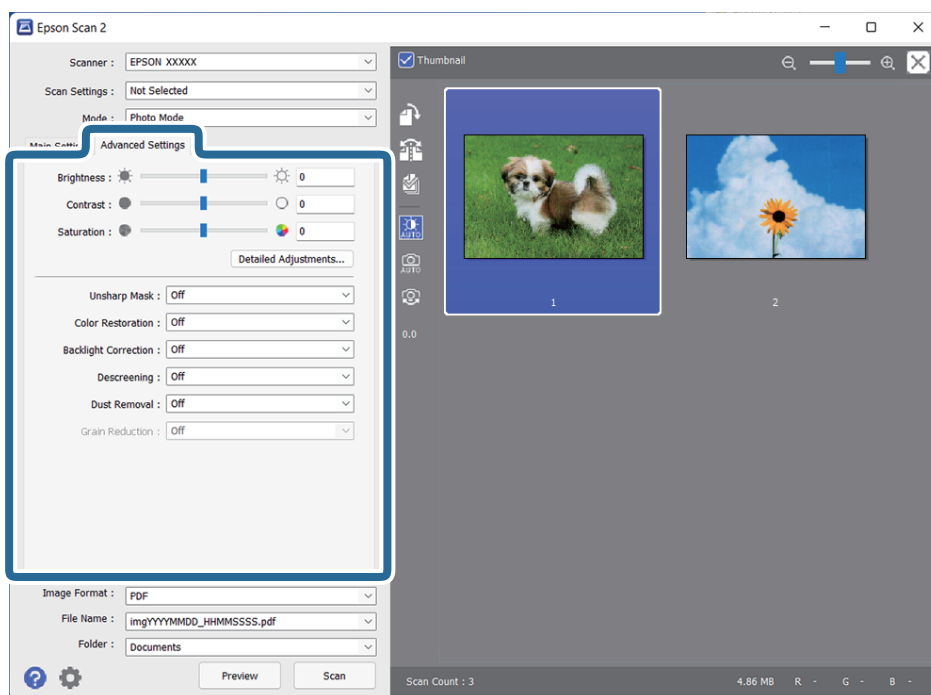 Epson Scan 2
Scanner : EPSON XXXXX
Scan Settings : Not Selected
Mode : Photo Mode
Advanced Settings
Brightness : 0
Contrast : 0
Saturation : 0
Detailed Adjustments...
Unsharp Mask : Off
Color Restoration : Off
Backlight Correction : Off
Descreening : Off
Dust Removal : Off
Grain Reduction : Off
Image Format : PDF
File Name : imgYYYYMMDD_HHMMSSSS.pdf
Folder : Documents
? Preview Scan
Thumbnail
AUTO
AUTO
0.0
1
2
Scan Count : 3
4.86 MB R - G - B -